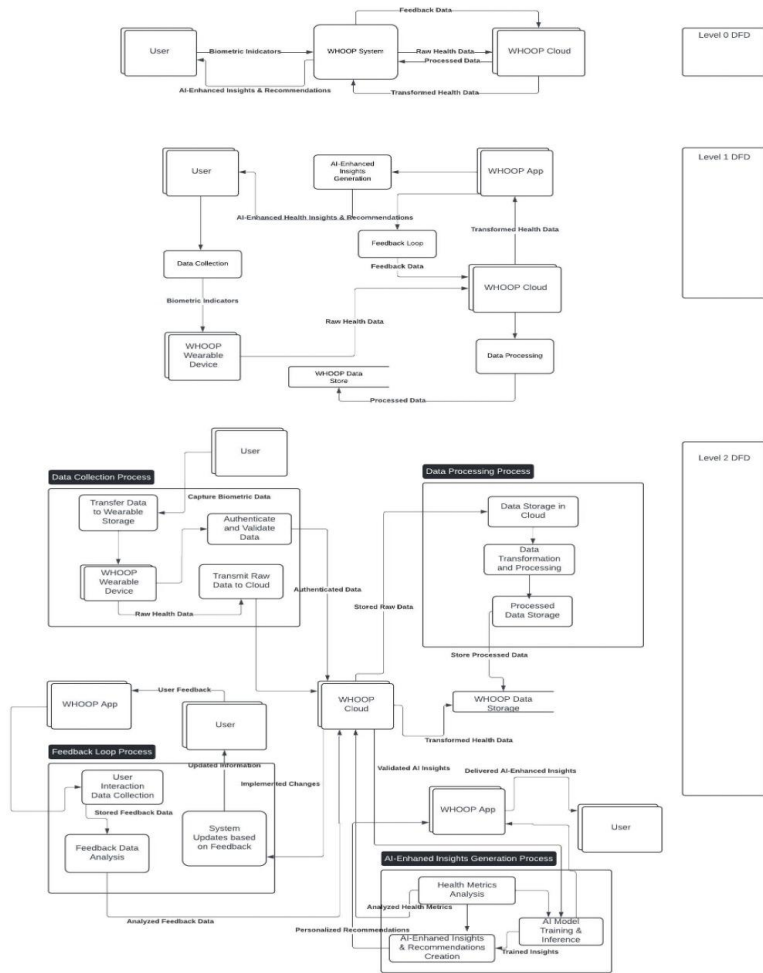 Feedback Data
Level 0 DFD
User
Biometric Inidcators
WHOOP System
Raw Health Data
Processed Data
WHOOP Cloud
AI-Enhanced Insights & Recommendations
Transformed Health Data
Level 1 DFD
User
AI-Enhanced
Insights
Generation
WHOOP App
AI-Enhanced Health Insights & Recommendations
Transformed Health Data
Feedback Loop
Data Collection
Feedback Data
WHOOP Cloud
Biometric Indicators
Raw Health Data
WHOOP
Wearable
Device
Data Processing
WHOOP Data
Store
Processed Data
User
Level 2 DFD
Data Collection Process
Data Processing Process
Capture Biometric Data
Transfer Data
to Wearable
Storage
Authenticate
and Validate
Data
Data Storage in
Cloud
Data
Transformation
and Processing
WHOOP
Wearable
Device
Transmit Raw
Data to Cloud
Authenticated Data
Raw Health Data
Stored Raw Data
Processed
Data Storage
Store Processed Data
WHOOP App
User Feedback
User
WHOOP
Cloud
WHOOP Data
Storage
Transformed Health Data
Feedback Loop Process
Updated Information
Implemented Changes
Validated AI Insights
Delivered AI-Enhanced Insights
User
Interaction
Data Collection
Stored Feedback Data
System
Updates based
on Feedback
Feedback Data
Analysis
WHOOP App
User
AI-Enhaned Insights Generation Process
Health Metrics
Analysis
Analyzed Health Metrics
Analyzed Feedback Data
Personalized Recommendations
AI Model
Training &
Inference
AI-Enhaned Insights
& Recommendations
Creation
Trained Insights